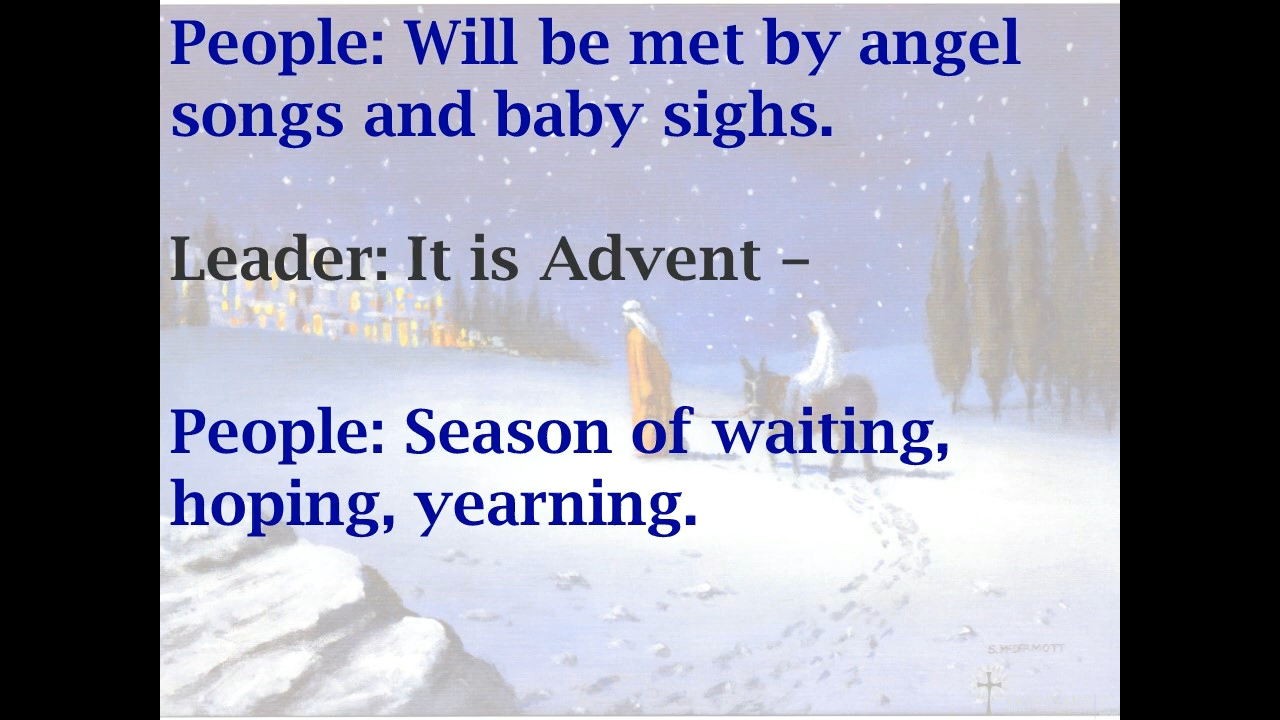 People: Will be met by angel
songs and baby sighs.
Leader: It is Advent –
People: Season of waiting,
hoping, yearning.
S. McDERMOTT